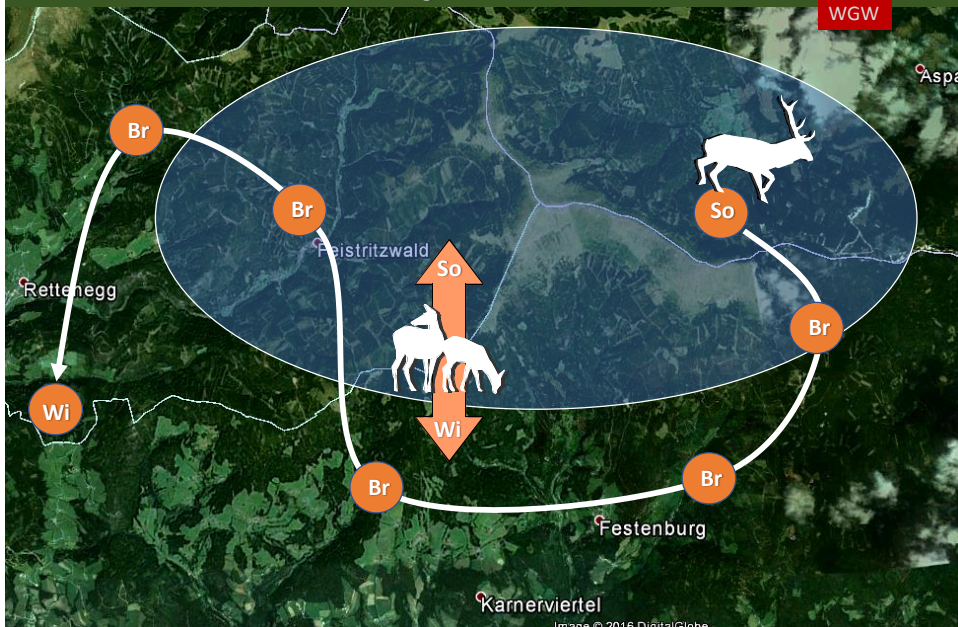 WGW
Aspa
Br
Br
So
Feistritzwald
So
Rettenegg
Br
Wi
Wi
Br
Br
Festenburg
Karnerviertel
Image © 2016 DigitalGlobe